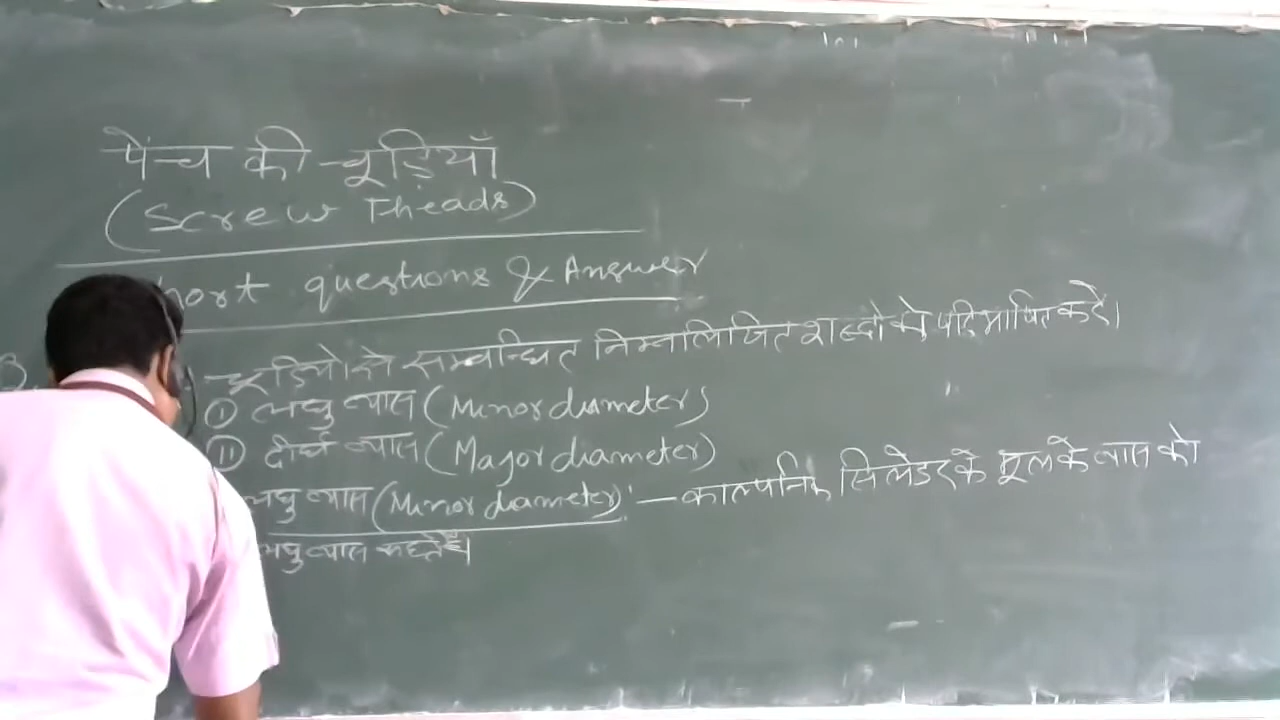 पेंच की चूड़ियाँ
(Screw Threads)
hort questions & Answer
चूड़ियो से सम्बन्धित निम्नलिखित शब्दो को परिभाषित करें।
(i) लघु व्यास (Minor diameter)
(ii) दीर्घ व्यास (Major diameter)
लघु व्यास (Minor diameter): — काल्पनिक सिलेंडर के मूल के व्यास को
लघु व्यास कहते है।